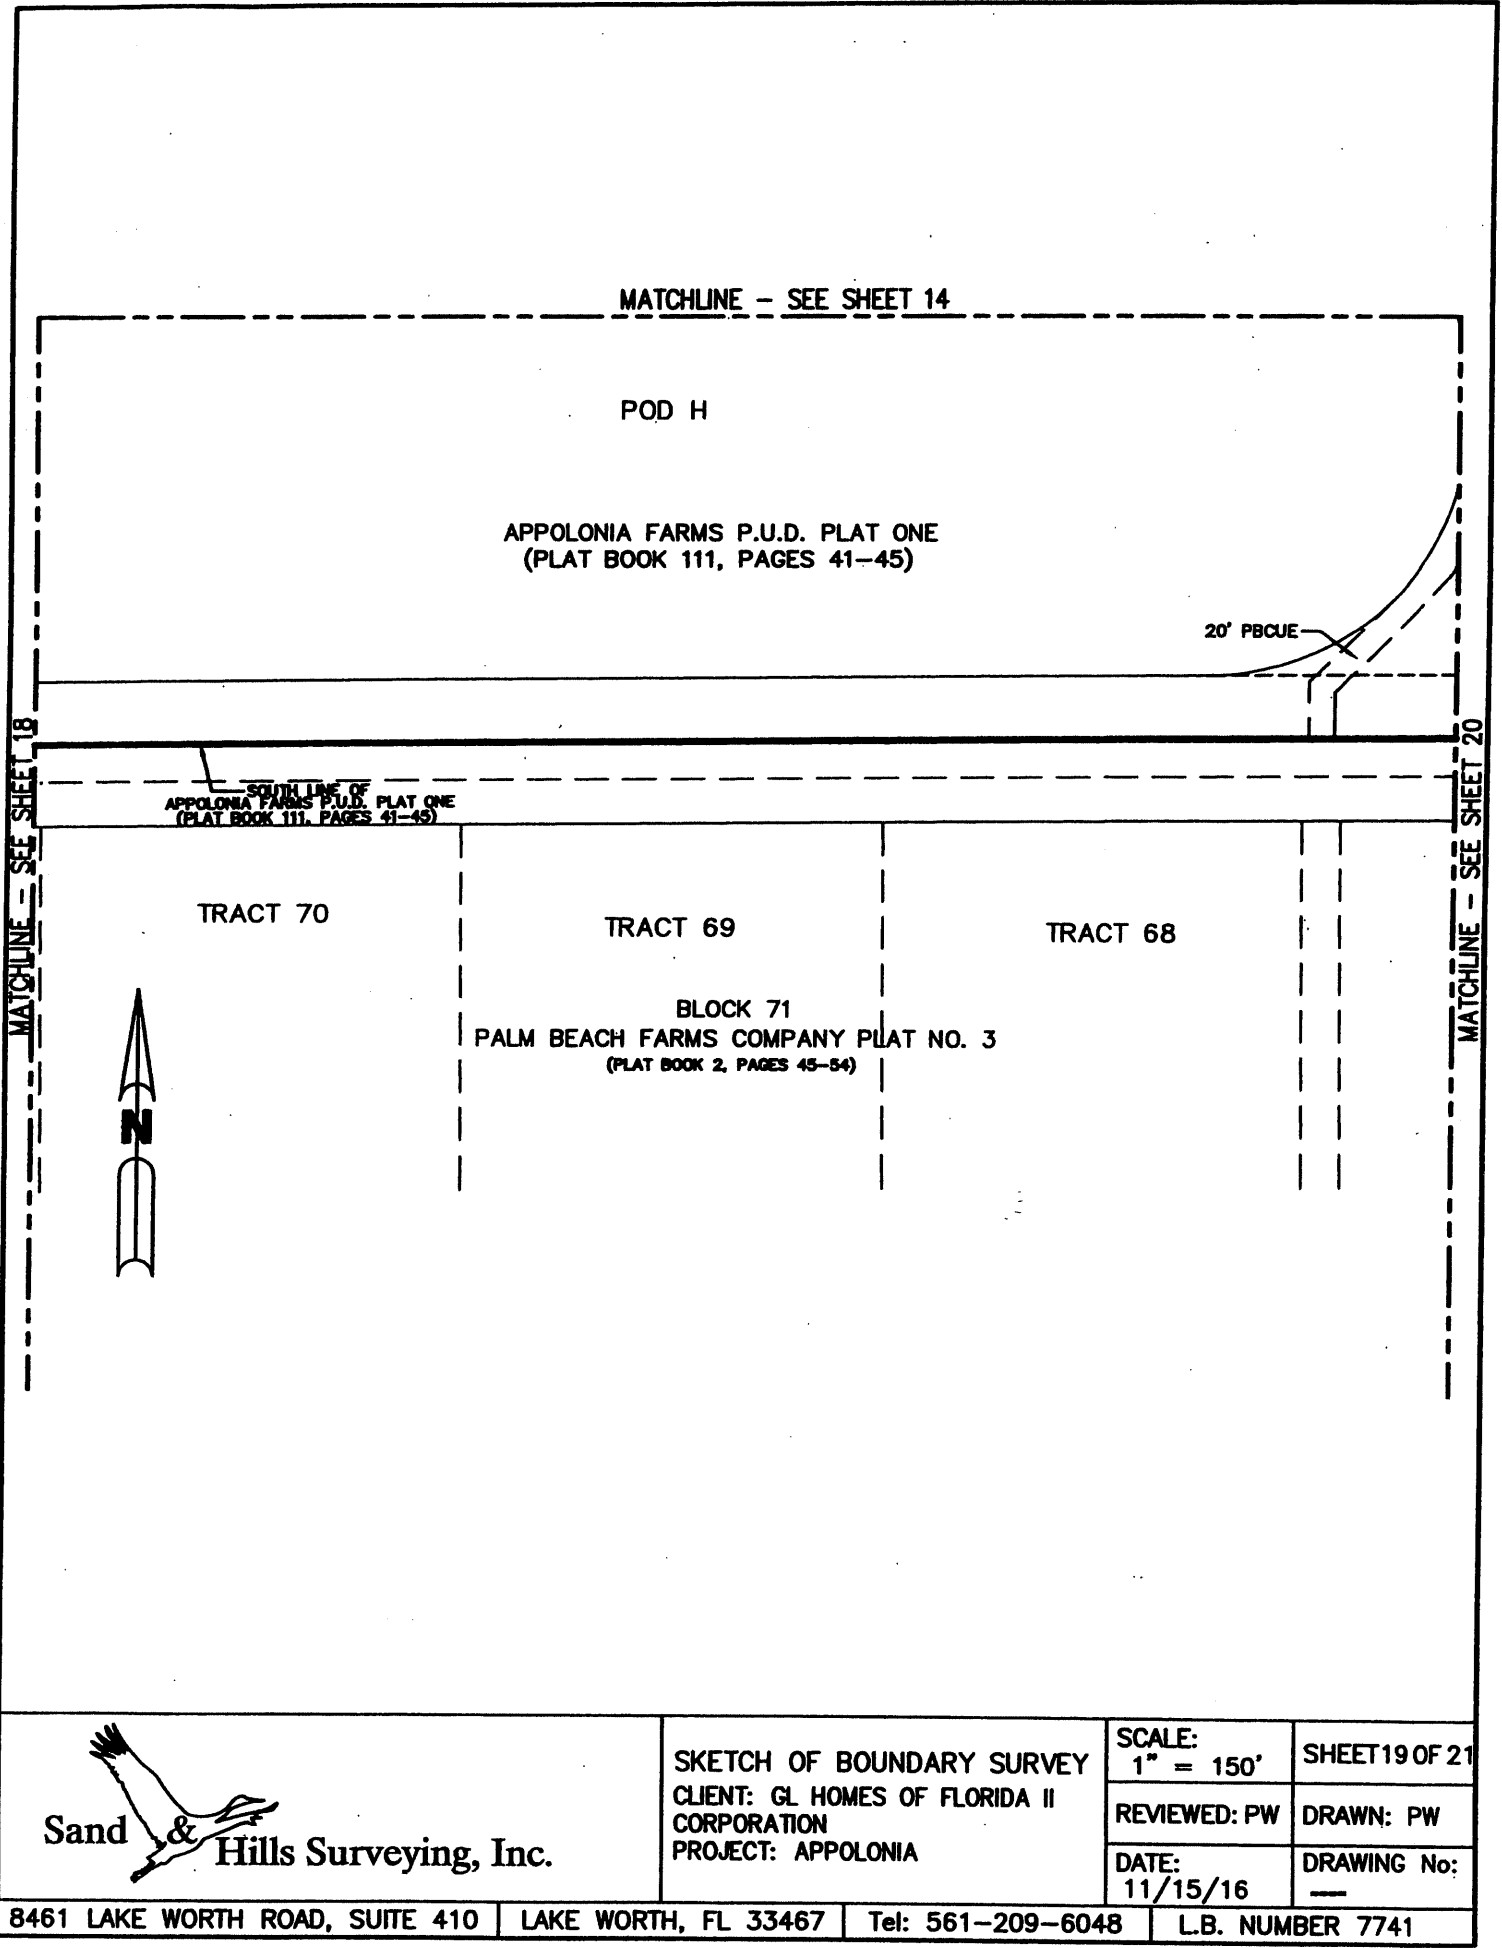 MATCHLINE - SEE SHEET 14
POD H
APPOLONIA FARMS P.U.D. PLAT ONE
(PLAT BOOK 111, PAGES 41-45)
20' PBCUE
MATCHLINE - SEE SHEET 18
MATCHLINE - SEE SHEET 20
SOUTH LINE OF
APPOLONIA FARMS P.U.D. PLAT ONE
(PLAT BOOK 111, PAGES 41-45)
TRACT 70
TRACT 69
TRACT 68
BLOCK 71
PALM BEACH FARMS COMPANY PLAT NO. 3
(PLAT BOOK 2, PAGES 45-54)
N
Sand & Hills Surveying, Inc.
SKETCH OF BOUNDARY SURVEY
CLIENT: GL HOMES OF FLORIDA II
CORPORATION
PROJECT: APPOLONIA
SCALE:
1" = 150'
SHEET 19 OF 21
REVIEWED: PW
DRAWN: PW
DATE:
11/15/16
DRAWING No:
----
8461 LAKE WORTH ROAD, SUITE 410
LAKE WORTH, FL 33467
Tel: 561-209-6048
L.B. NUMBER 7741